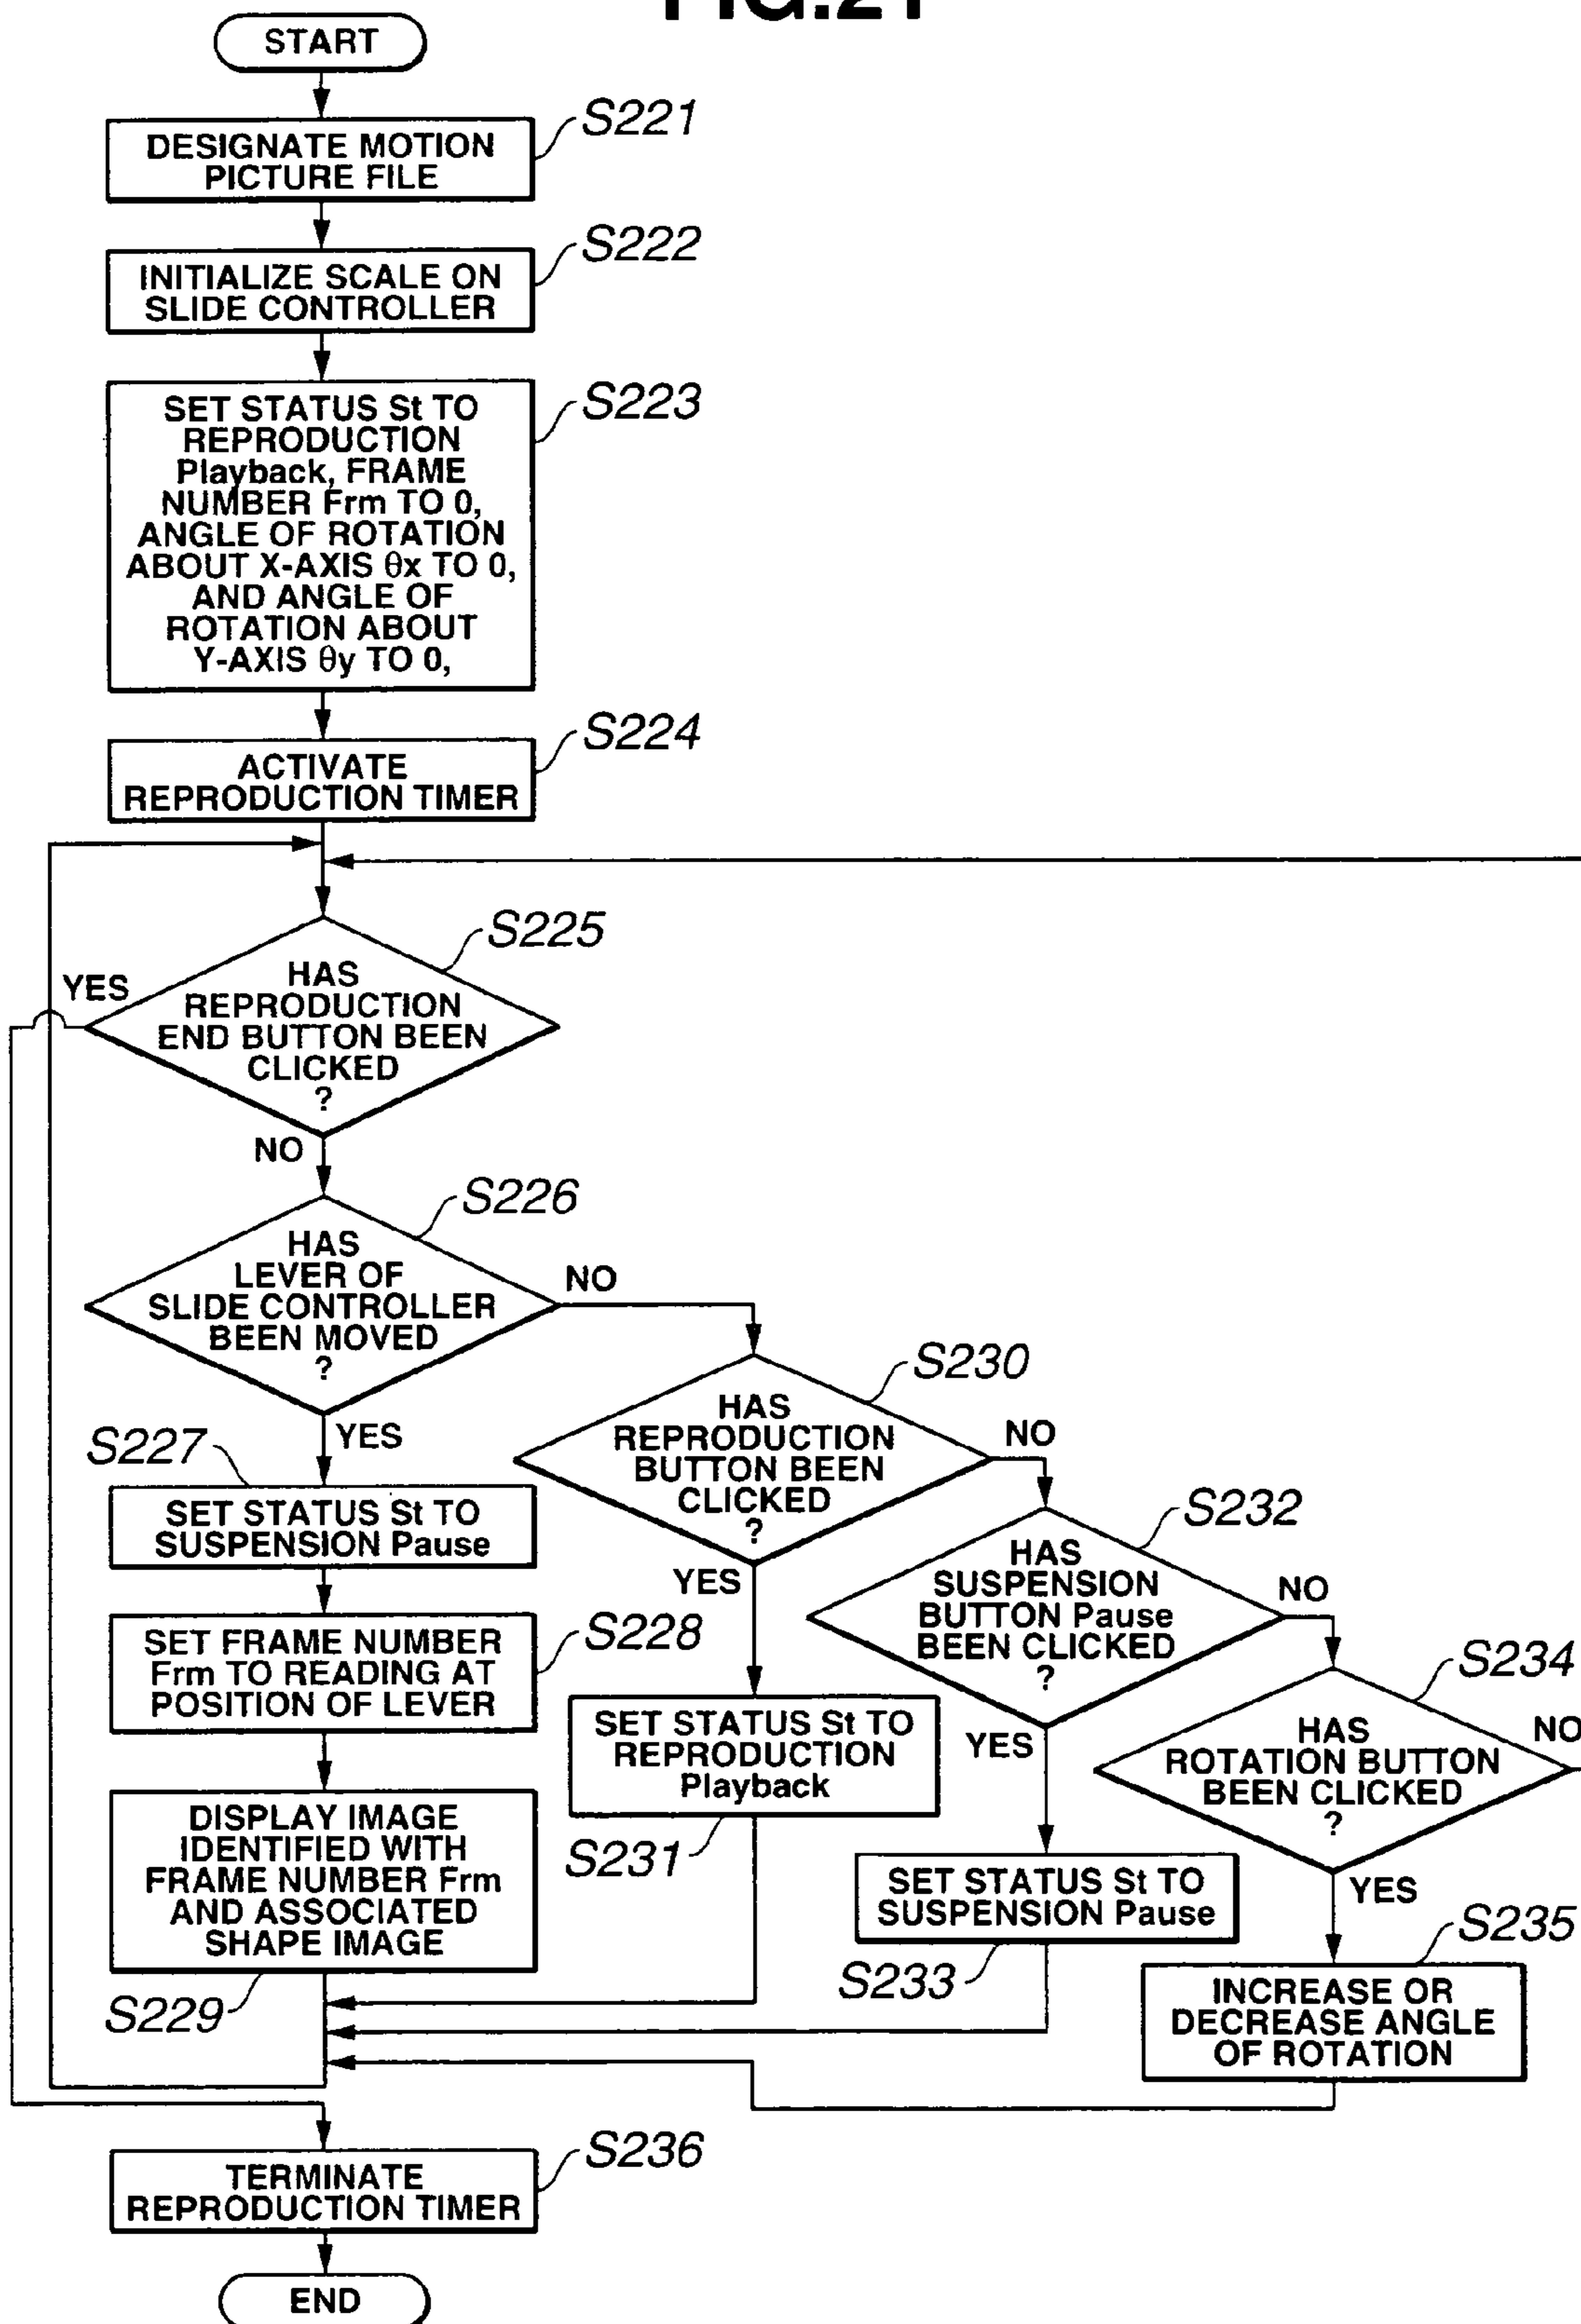 FIG.21
START
S221
DESIGNATE MOTION
PICTURE FILE
S222
INITIALIZE SCALE ON
SLIDE CONTROLLER
S223
SET STATUS St TO
REPRODUCTION
Playback, FRAME
NUMBER Frm TO 0,
ANGLE OF ROTATION
ABOUT X-AXIS θx TO 0,
AND ANGLE OF
ROTATION ABOUT
Y-AXIS θy TO 0,
S224
ACTIVATE
REPRODUCTION TIMER
S225
YES
HAS
REPRODUCTION
END BUTTON BEEN
CLICKED
?
NO
S226
HAS
LEVER OF
SLIDE CONTROLLER
BEEN MOVED
?
NO
YES
S227
SET STATUS St TO
SUSPENSION Pause
S228
SET FRAME NUMBER
Frm TO READING AT
POSITION OF LEVER
DISPLAY IMAGE
IDENTIFIED WITH
FRAME NUMBER Frm
AND ASSOCIATED
SHAPE IMAGE
S229
S230
HAS
REPRODUCTION
BUTTON BEEN
CLICKED
?
NO
YES
SET STATUS St TO
REPRODUCTION
Playback
S231
S232
HAS
SUSPENSION
BUTTON Pause
BEEN CLICKED
?
NO
YES
SET STATUS St TO
SUSPENSION Pause
S233
S234
HAS
ROTATION BUTTON
BEEN CLICKED
?
NO
YES
S235
INCREASE OR
DECREASE ANGLE
OF ROTATION
S236
TERMINATE
REPRODUCTION TIMER
END